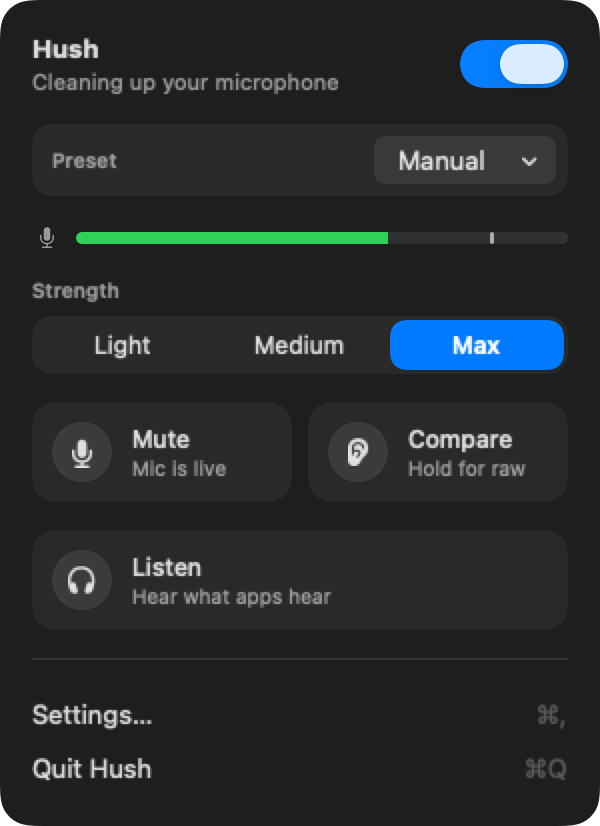 Hush
Cleaning up your microphone
Preset
Manual
Strength
Light Medium Max
Mute
Mic is live
Compare
Hold for raw
Listen
Hear what apps hear
Settings... ⌘,
Quit Hush ⌘Q